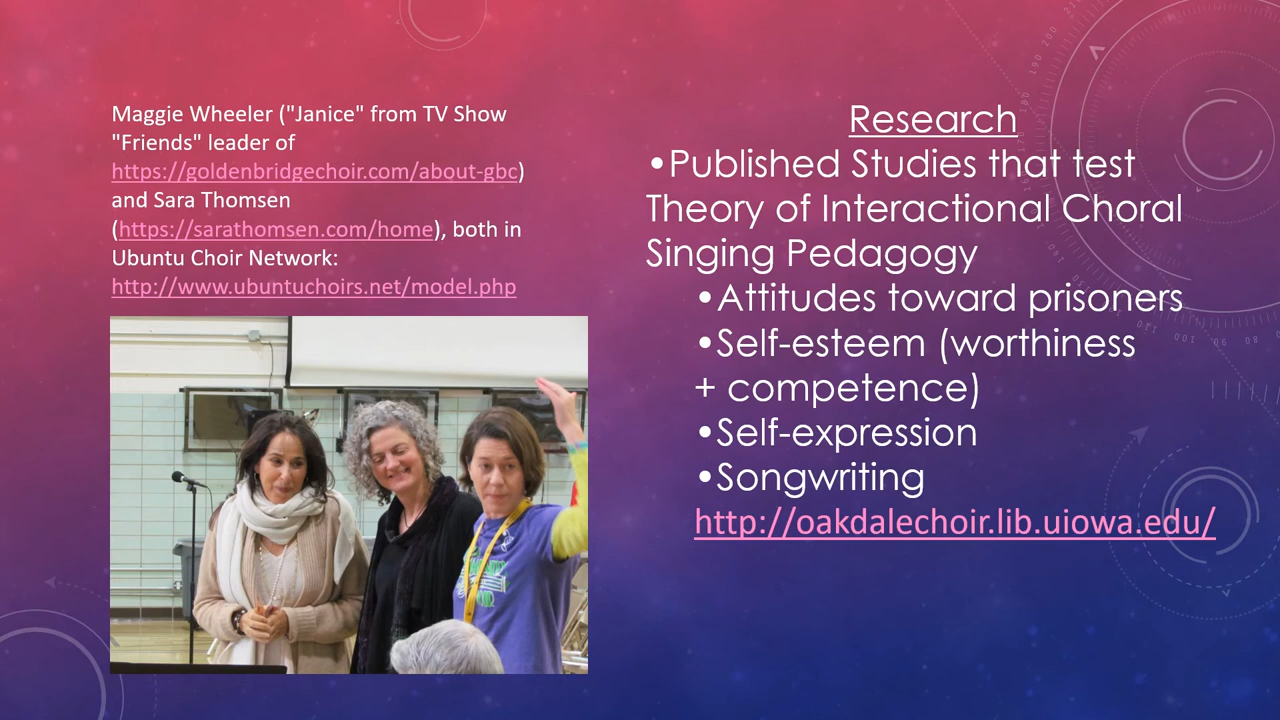 Maggie Wheeler ("Janice" from TV Show
"Friends" leader of
https://goldenbridgechoir.com/about-gbc)
and Sara Thomsen
(https://sarathomsen.com/home), both in
Ubuntu Choir Network:
http://www.ubuntuchoirs.net/model.php
Research
•Published Studies that test
Theory of Interactional Choral
Singing Pedagogy
•Attitudes toward prisoners
•Self-esteem (worthiness
+ competence)
•Self-expression
•Songwriting
http://oakdalechoir.lib.uiowa.edu/